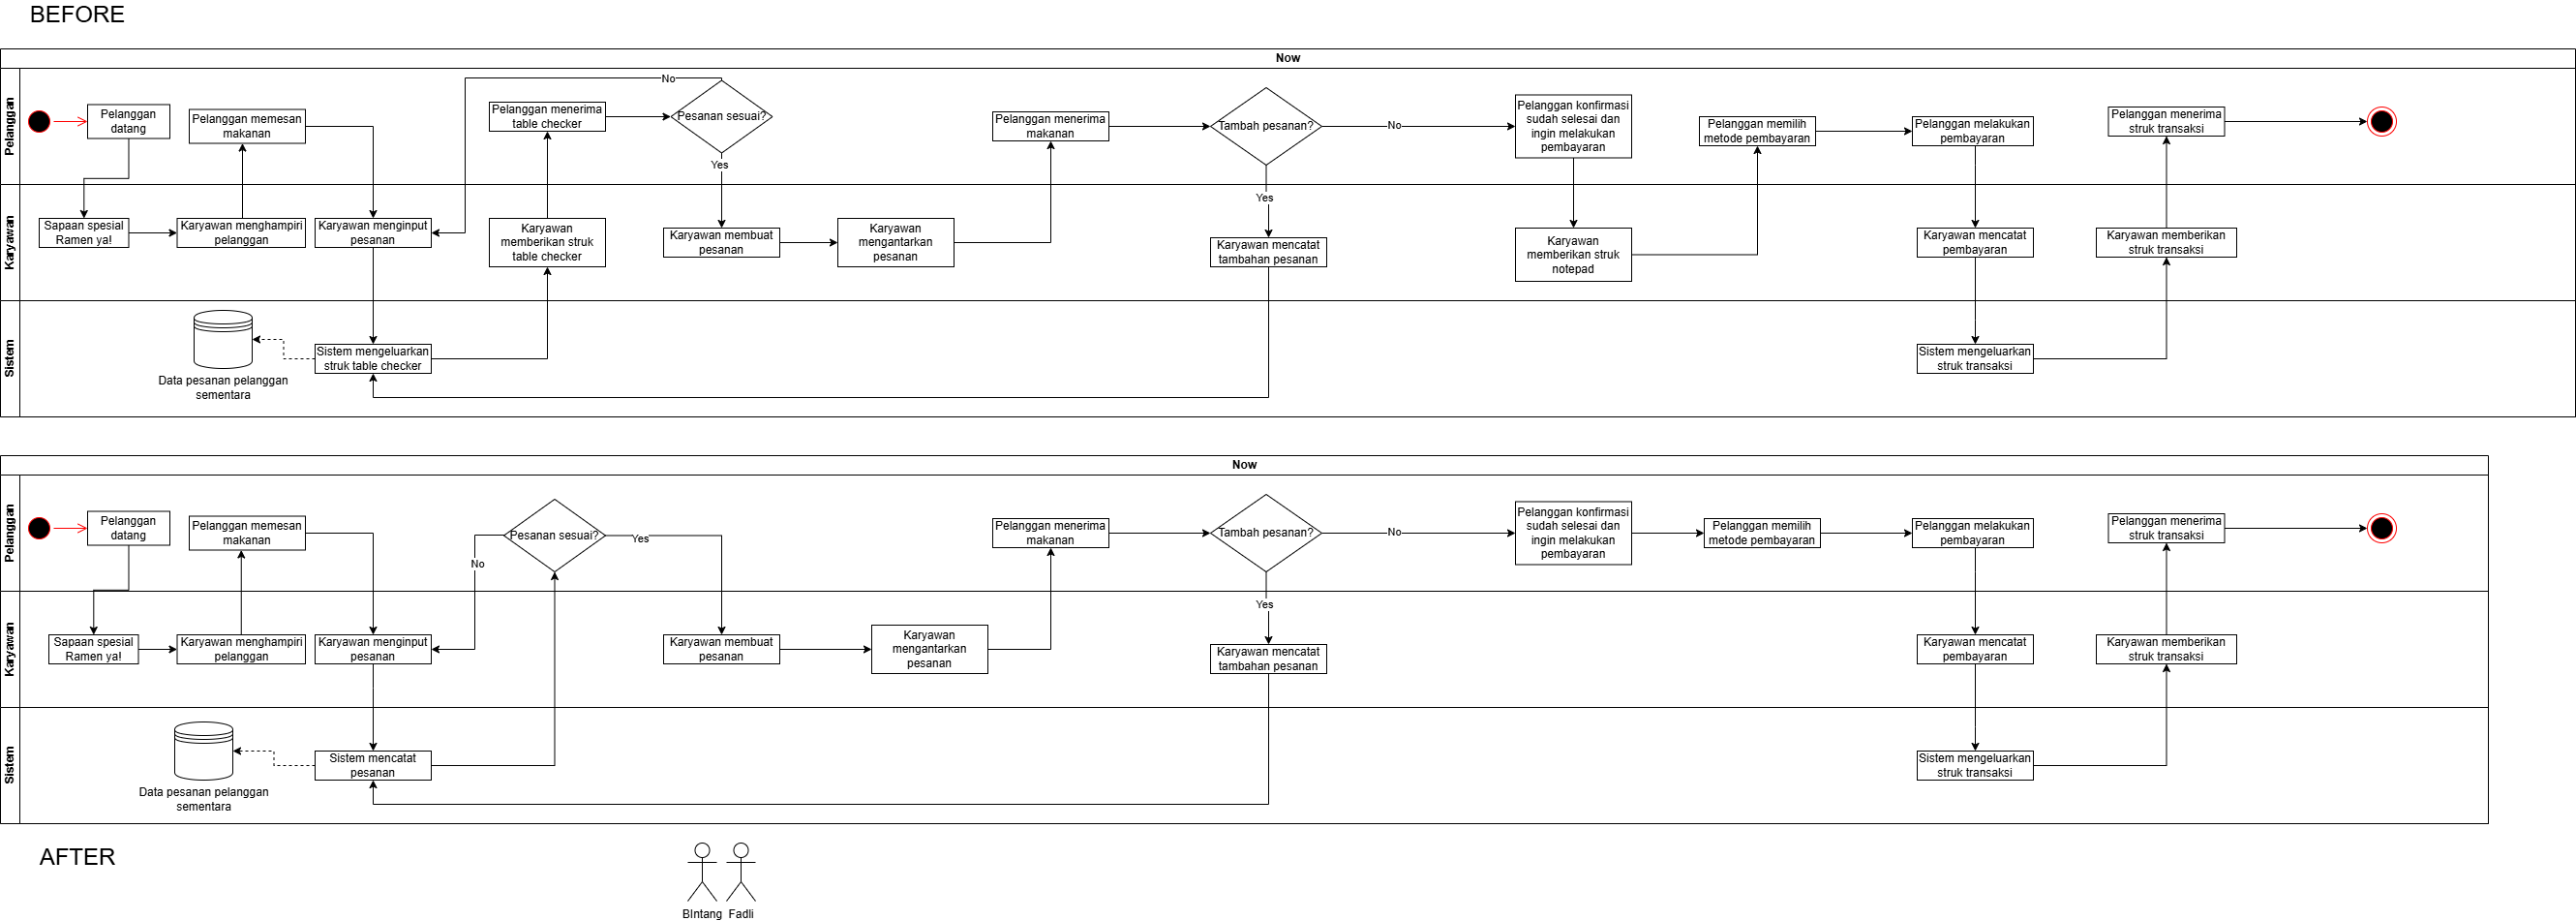 BEFORE
Now
Pelanggan
Karyawan
Sistem
Pelanggan
datang
Sapaan spesial
Ramen ya!
Karyawan menghampiri
pelanggan
Pelanggan memesan
makanan
Karyawan menginput
pesanan
Sistem mengeluarkan
struk table checker
Data pesanan pelanggan
sementara
Karyawan
memberikan struk
table checker
Pelanggan menerima
table checker
Pesanan sesuai?
No
Yes
Karyawan membuat
pesanan
Karyawan
mengantarkan
pesanan
Pelanggan menerima
makanan
Tambah pesanan?
No
Yes
Karyawan mencatat
tambahan pesanan
Pelanggan konfirmasi
sudah selesai dan
ingin melakukan
pembayaran
Karyawan
memberikan struk
notepad
Pelanggan memilih
metode pembayaran
Pelanggan melakukan
pembayaran
Karyawan mencatat
pembayaran
Sistem mengeluarkan
struk transaksi
Karyawan memberikan
struk transaksi
Pelanggan menerima
struk transaksi
Now
Pelanggan
Karyawan
Sistem
Pelanggan
datang
Sapaan spesial
Ramen ya!
Karyawan menghampiri
pelanggan
Pelanggan memesan
makanan
Karyawan menginput
pesanan
Sistem mencatat
pesanan
Data pesanan pelanggan
sementara
Pesanan sesuai?
No
Yes
Karyawan membuat
pesanan
Karyawan
mengantarkan
pesanan
Pelanggan menerima
makanan
Tambah pesanan?
No
Yes
Karyawan mencatat
tambahan pesanan
Pelanggan konfirmasi
sudah selesai dan
ingin melakukan
pembayaran
Pelanggan memilih
metode pembayaran
Pelanggan melakukan
pembayaran
Karyawan mencatat
pembayaran
Sistem mengeluarkan
struk transaksi
Karyawan memberikan
struk transaksi
Pelanggan menerima
struk transaksi
AFTER
BIntang
Fadli